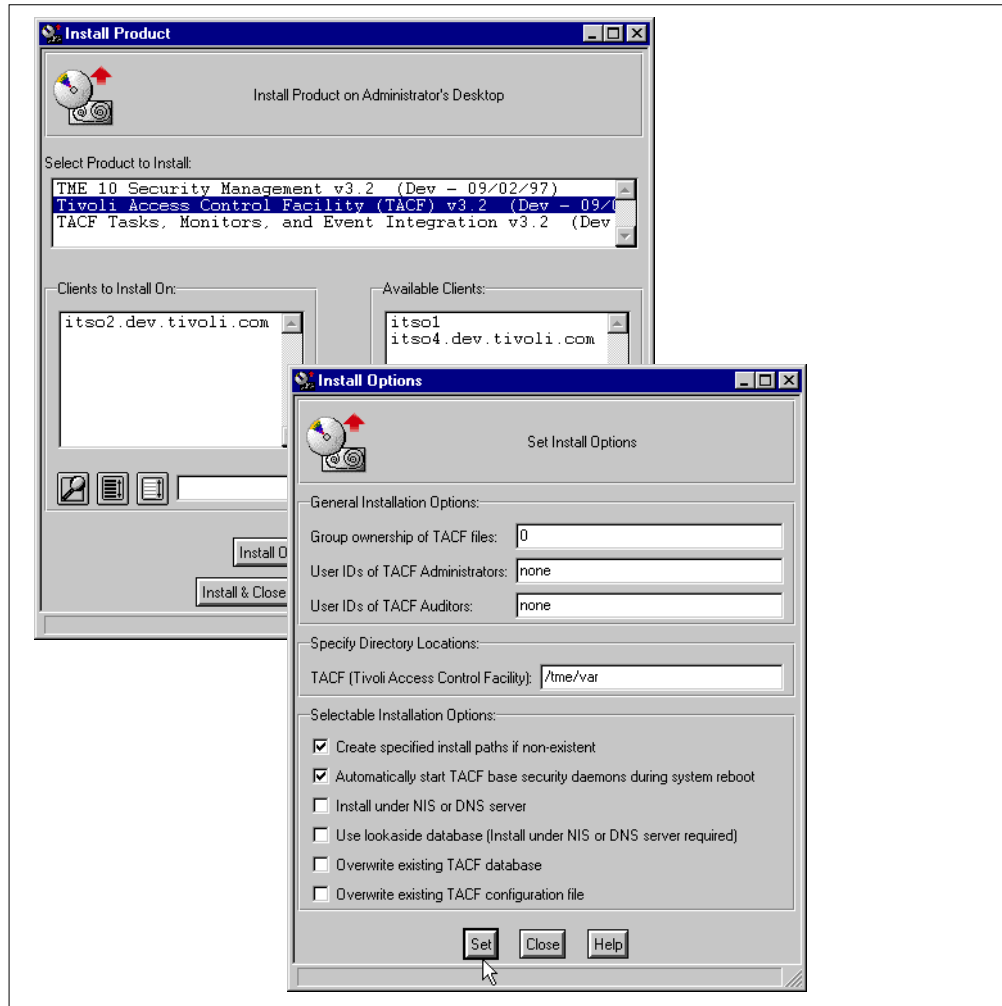 Install Product
Install Product on Administrator's Desktop
Select Product to Install:
TME 10 Security Management v3.2 (Dev - 09/02/97)
Tivoli Access Control Facility (TACF) v3.2 (Dev - 09/
TACF Tasks, Monitors, and Event Integration v3.2 (Dev
Clients to Install On:
itso2.dev.tivoli.com
Available Clients:
itso1
itso4.dev.tivoli.com
Install O
Install & Close
Install Options
Set Install Options
General Installation Options:
Group ownership of TACF files: 0
User IDs of TACF Administrators: none
User IDs of TACF Auditors: none
Specify Directory Locations:
TACF (Tivoli Access Control Facility): /tme/var
Selectable Installation Options:
Create specified install paths if non-existent
Automatically start TACF base security daemons during system reboot
Install under NIS or DNS server
Use lookaside database (Install under NIS or DNS server required)
Overwrite existing TACF database
Overwrite existing TACF configuration file
Set Close Help